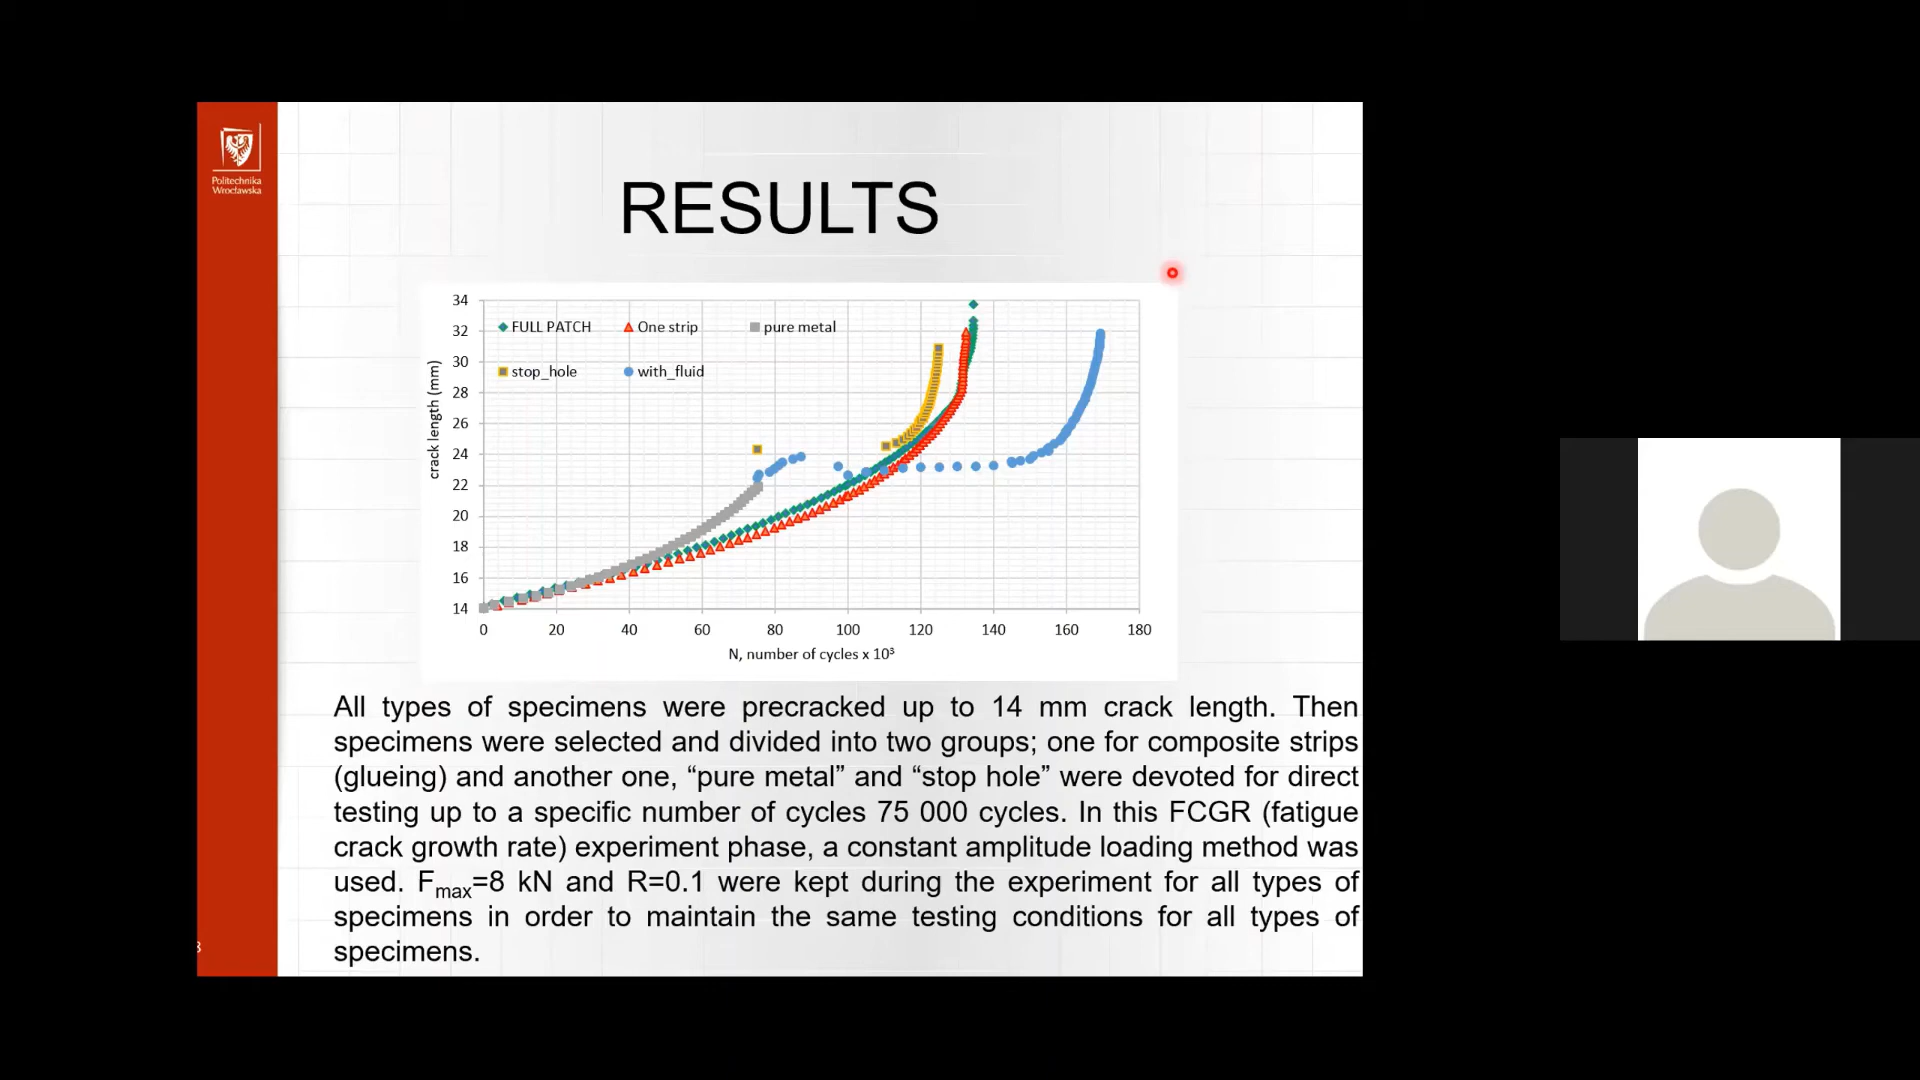 Politechnika
Wrocławska
RESULTS
34
32
30
28
26
24
22
20
18
16
14
crack length (mm)
FULL PATCH One strip pure metal
stop_hole with_fluid
0 20 40 60 80 100 120 140 160 180
N, number of cycles x 10³
All types of specimens were precracked up to 14 mm crack length. Then
specimens were selected and divided into two groups; one for composite strips
(glueing) and another one, “pure metal” and “stop hole” were devoted for direct
testing up to a specific number of cycles 75 000 cycles. In this FCGR (fatigue
crack growth rate) experiment phase, a constant amplitude loading method was
used. Fmax=8 kN and R=0.1 were kept during the experiment for all types of
specimens in order to maintain the same testing conditions for all types of
specimens.